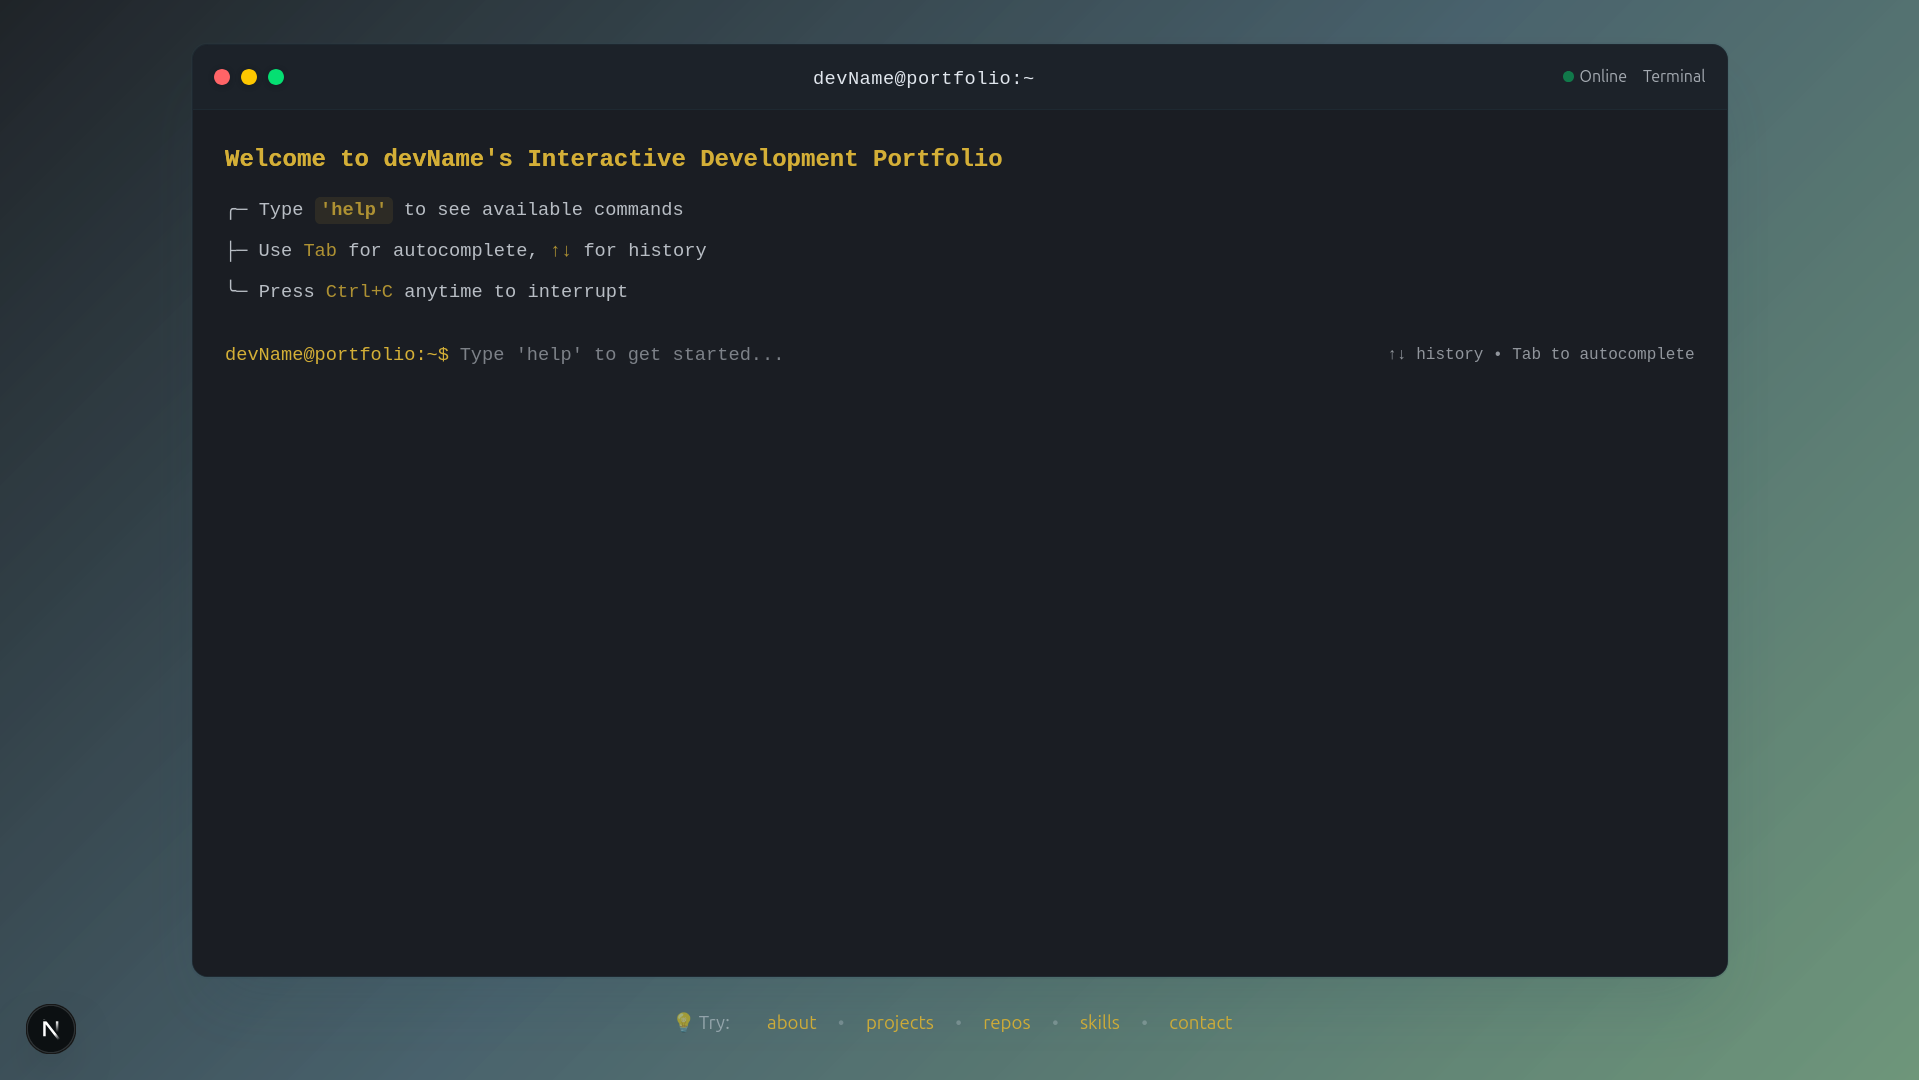 devName@portfolio:~
Online Terminal
Welcome to devName's Interactive Development Portfolio
╭─ Type 'help' to see available commands
├─ Use Tab for autocomplete, ↑↓ for history
╰─ Press Ctrl+C anytime to interrupt
devName@portfolio:~$ Type 'help' to get started...
↑↓ history • Tab to autocomplete
💡 Try: about • projects • repos • skills • contact
N